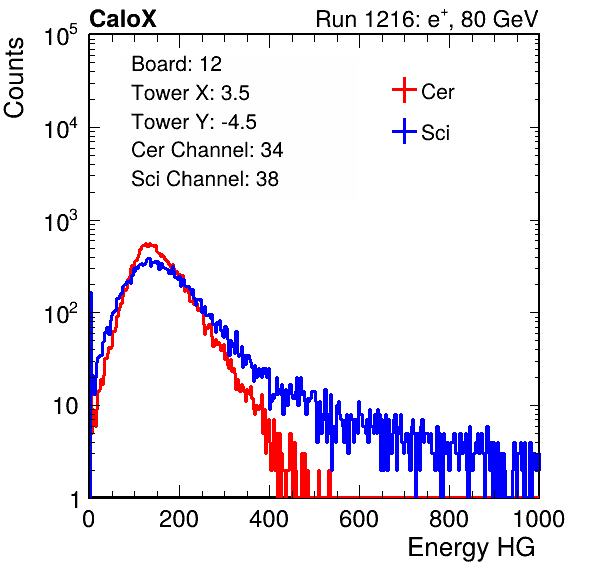 CaloX Run 1216: e⁺, 80 GeV
Counts
10⁵
10⁴
10³
10²
10
1
Board: 12
Tower X: 3.5
Tower Y: -4.5
Cer Channel: 34
Sci Channel: 38
Cer
Sci
0 200 400 600 800 1000
Energy HG